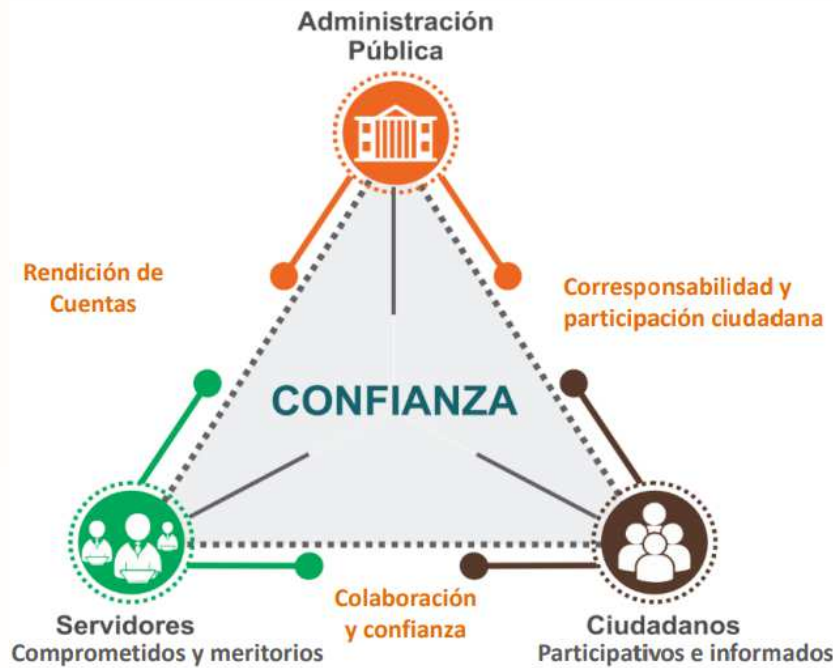 Administración
Pública
Rendición de
Cuentas
Corresponsabilidad y
participación ciudadana
CONFIANZA
Colaboración
y confianza
Servidores
Comprometidos y meritorios
Ciudadanos
Participativos e informados